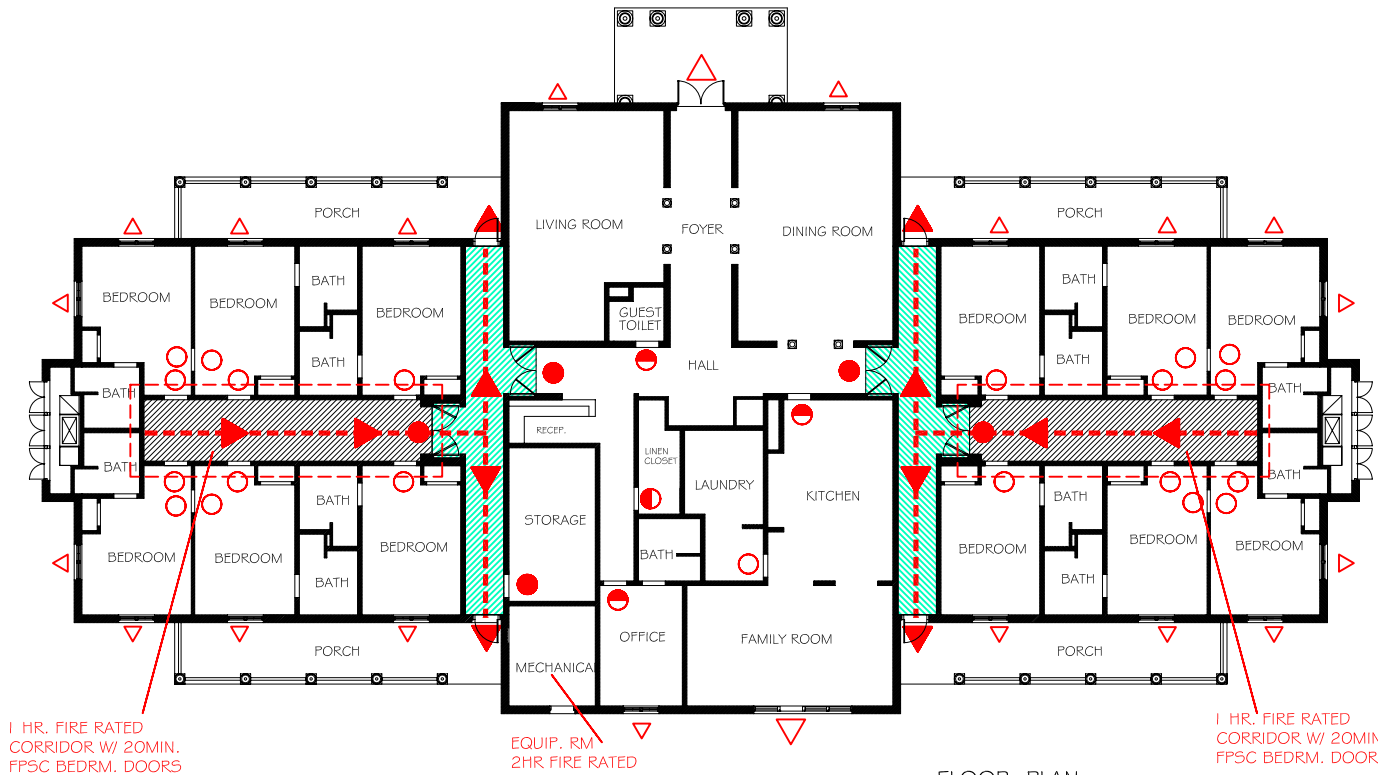 PORCH
LIVING ROOM
FOYER
DINING ROOM
PORCH
BEDROOM
BEDROOM
BATH
BEDROOM
GUEST
TOILET
BEDROOM
BATH
BEDROOM
BEDROOM
BATH
HALL
BATH
BATH
BATH
RECEP.
LINEN
CLOSET
BATH
BATH
LAUNDRY
KITCHEN
BATH
BATH
STORAGE
BEDROOM
BEDROOM
BATH
BEDROOM
BATH
BEDROOM
BATH
BEDROOM
BEDROOM
PORCH
MECHANICA
OFFICE
FAMILY ROOM
PORCH
1 HR. FIRE RATED
CORRIDOR W/ 20MIN.
FPSC BEDRM. DOORS
EQUIP. RM
2HR FIRE RATED
1 HR. FIRE RATED
CORRIDOR W/ 20MIN
FPSC BEDRM. DOOR
FLOOR PLAN